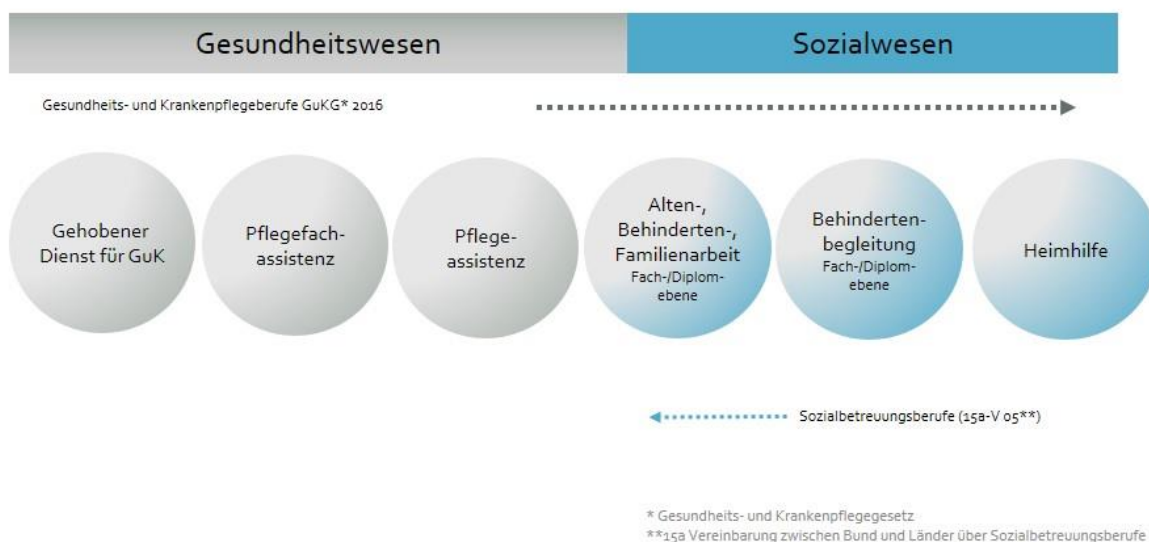 Gesundheitswesen
Sozialwesen
Gesundheits- und Krankenpflegeberufe GuKG* 2016
Gehobener
Dienst für GuK
Pflegefach-
assistenz
Pflege-
assistenz
Alten-,
Behinderten-,
Familienarbeit
Fach-/Diplom-
ebene
Behinderten-
begleitung
Fach-/Diplom-
ebene
Heimhilfe
Sozialbetreuungsberufe (15a-V 05**)
* Gesundheits- und Krankenpflegegesetz
**15a Vereinbarung zwischen Bund und Länder über Sozialbetreuungsberufe